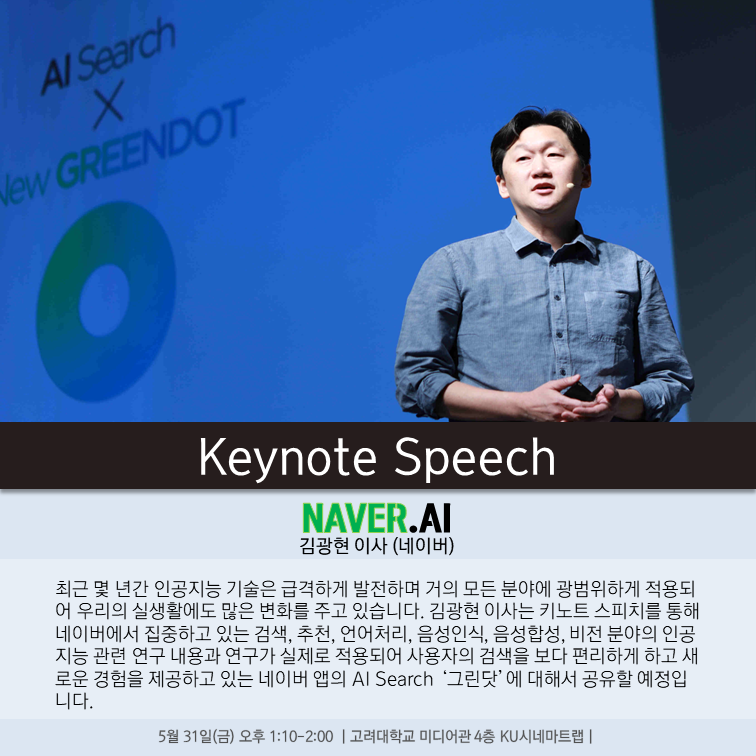 AI Search
X
New GREENDOT
Keynote Speech
NAVER.AI
김광현 이사 (네이버)
최근 몇 년간 인공지능 기술은 급격하게 발전하며 거의 모든 분야에 광범위하게 적용되
어 우리의 실생활에도 많은 변화를 주고 있습니다. 김광현 이사는 키노트 스피치를 통해
네이버에서 집중하고 있는 검색, 추천, 언어처리, 음성인식, 음성합성, 비전 분야의 인공
지능 관련 연구 내용과 연구가 실제로 적용되어 사용자의 검색을 보다 편리하게 하고 새
로운 경험을 제공하고 있는 네이버 앱의 AI Search ‘그린닷’에 대해서 공유할 예정입
니다.
5월 31일(금) 오후 1:10-2:00 | 고려대학교 미디어관 4층 KU시네마트랩 |